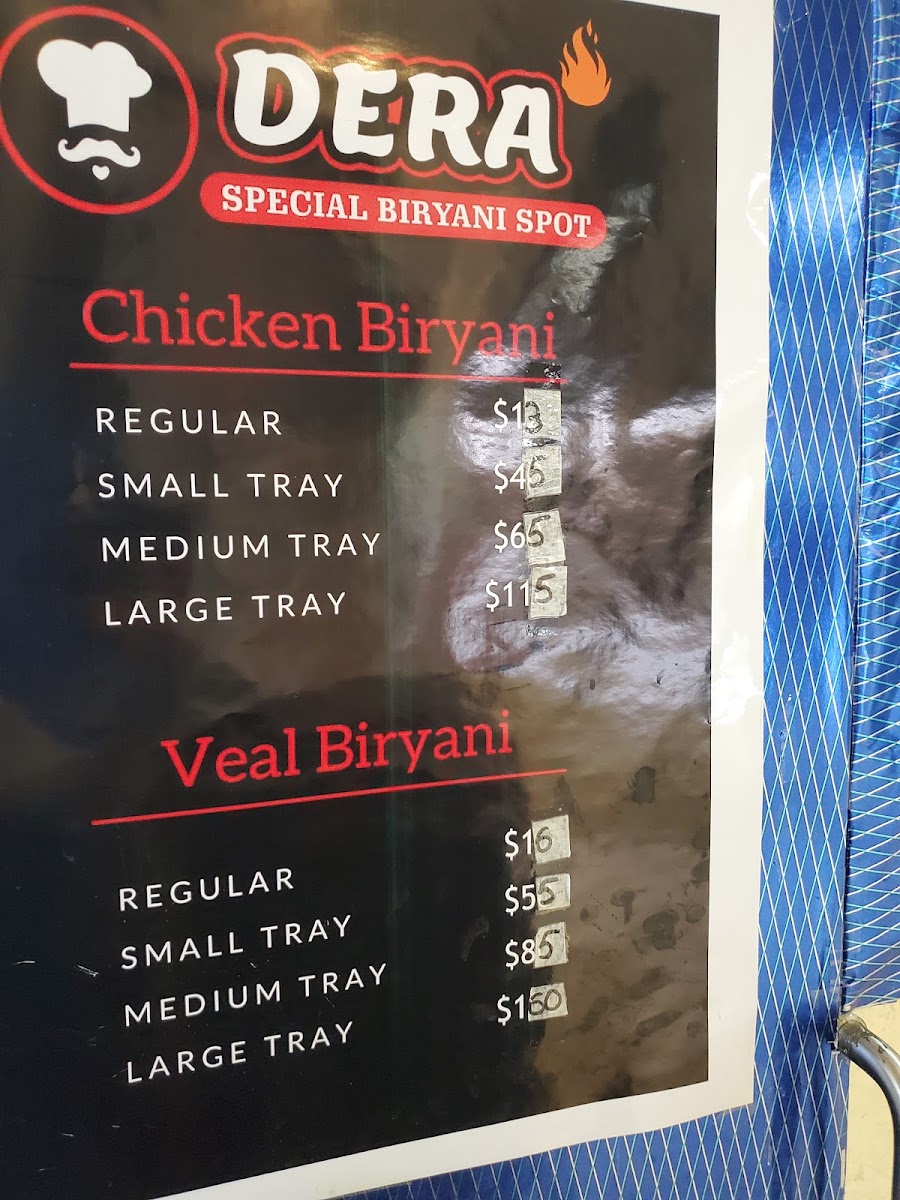 DERA
SPECIAL BIRYANI SPOT
Chicken Biryani
REGULAR $13
SMALL TRAY $45
MEDIUM TRAY $65
LARGE TRAY $115
Veal Biryani
REGULAR $16
SMALL TRAY $55
MEDIUM TRAY $85
LARGE TRAY $160